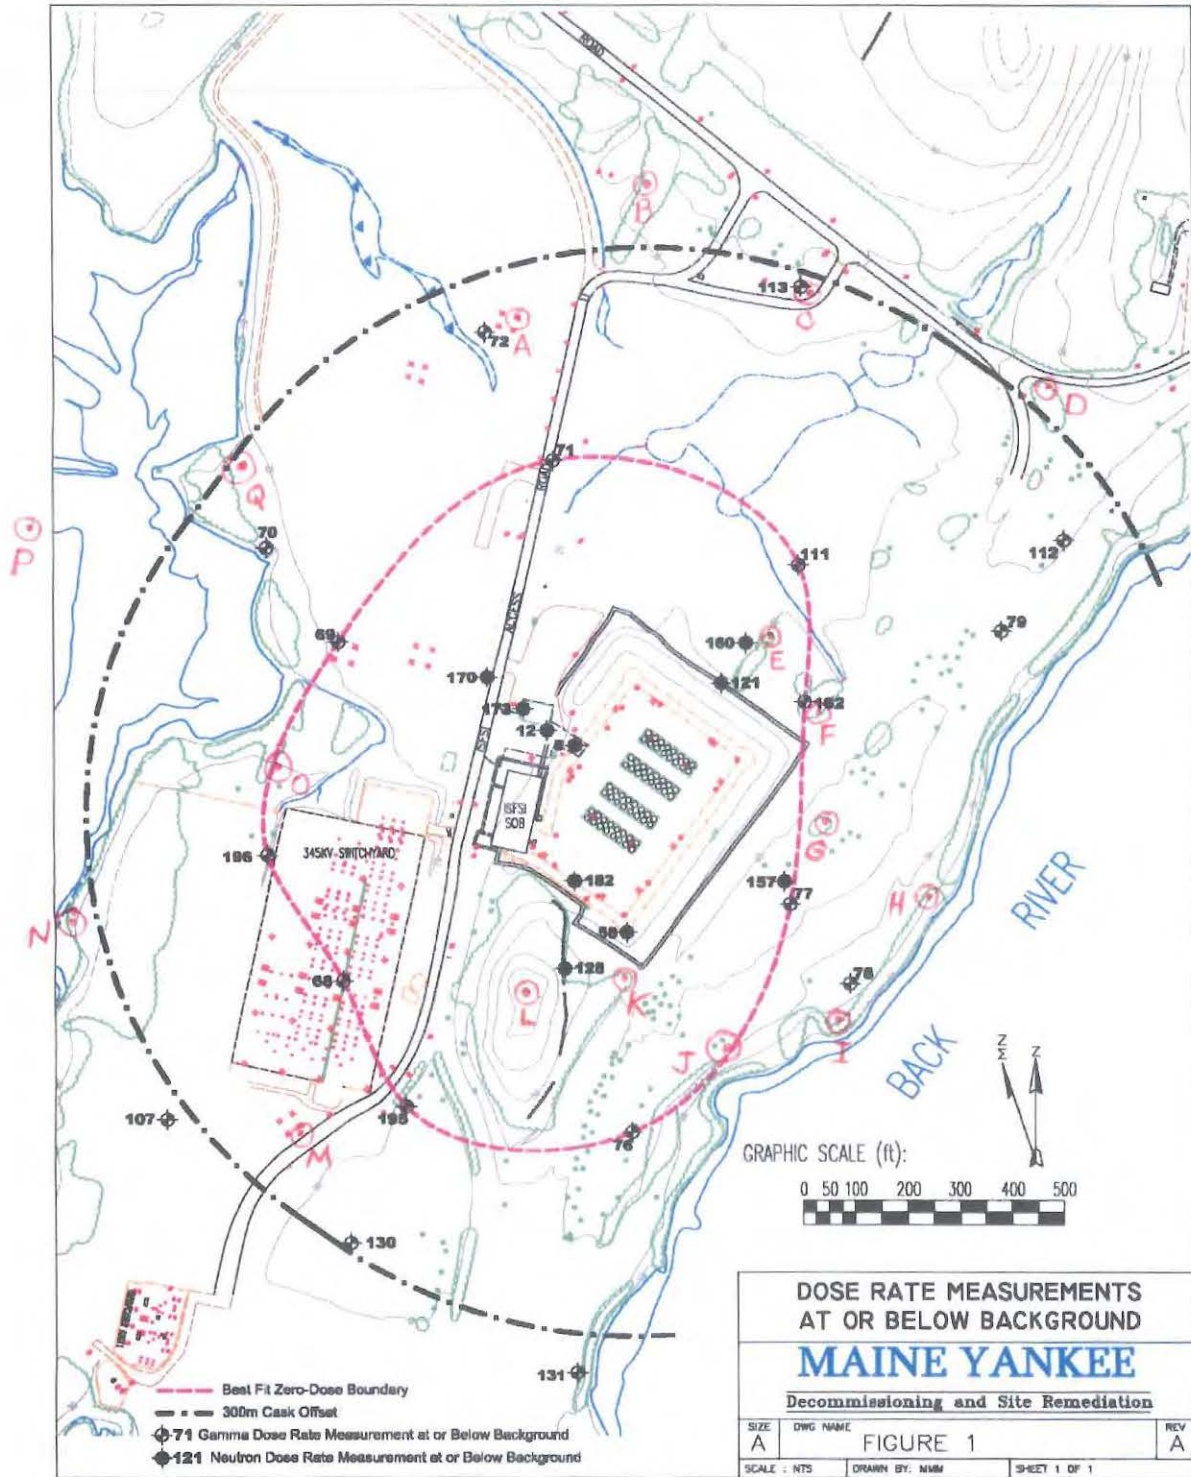 ROAD
B
113
C
72
A
D
71
ROAD
Q
70
P
111
112
79
69
160
E
ACCESS
170
121
162
F
173
12
ISFSI
O
ISFSI
SOB
345KV-SWITCHYARD
196
G
182
157
77
H
RIVER
N
128
78
68
L
K
J
I
BACK
107
195
M
76
N
GRAPHIC SCALE (ft):
0 50 100 200 300 400 500
130
131
DOSE RATE MEASUREMENTS
AT OR BELOW BACKGROUND
MAINE YANKEE
Decommissioning and Site Remediation
SIZE
A
DWG NAME
FIGURE 1
REV
A
SCALE : NTS
DRAWN BY: NMM
SHEET 1 OF 1
Best Fit Zero-Dose Boundary
300m Cask Offset
71 Gamma Dose Rate Measurement at or Below Background
121 Neutron Dose Rate Measurement at or Below Background